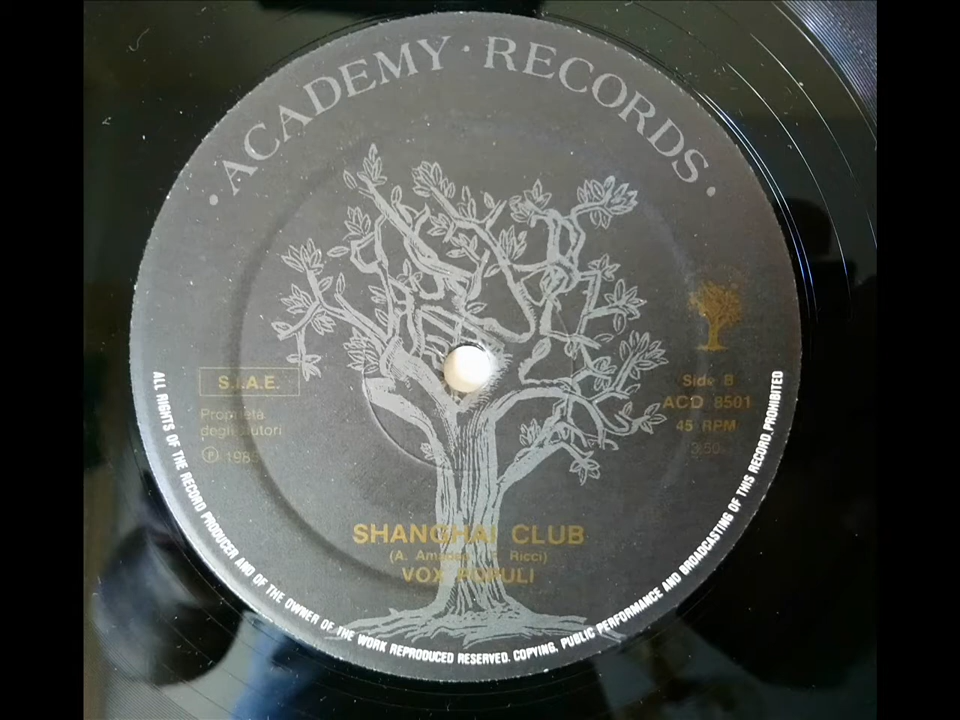 · ACADEMY · RECORDS ·
S.I.A.E.
Proprietà
degli autori
Ⓟ 1985
Side B
ACD 8501
45 RPM
3,50
SHANGHAI CLUB
(A. Ricci)
VOX POPULI
ALL RIGHTS OF THE RECORD PRODUCER AND OF THE OWNER OF THE WORK REPRODUCED RESERVED. COPYING, PUBLIC PERFORMANCE AND BROADCASTING OF THIS RECORD PROHIBITED